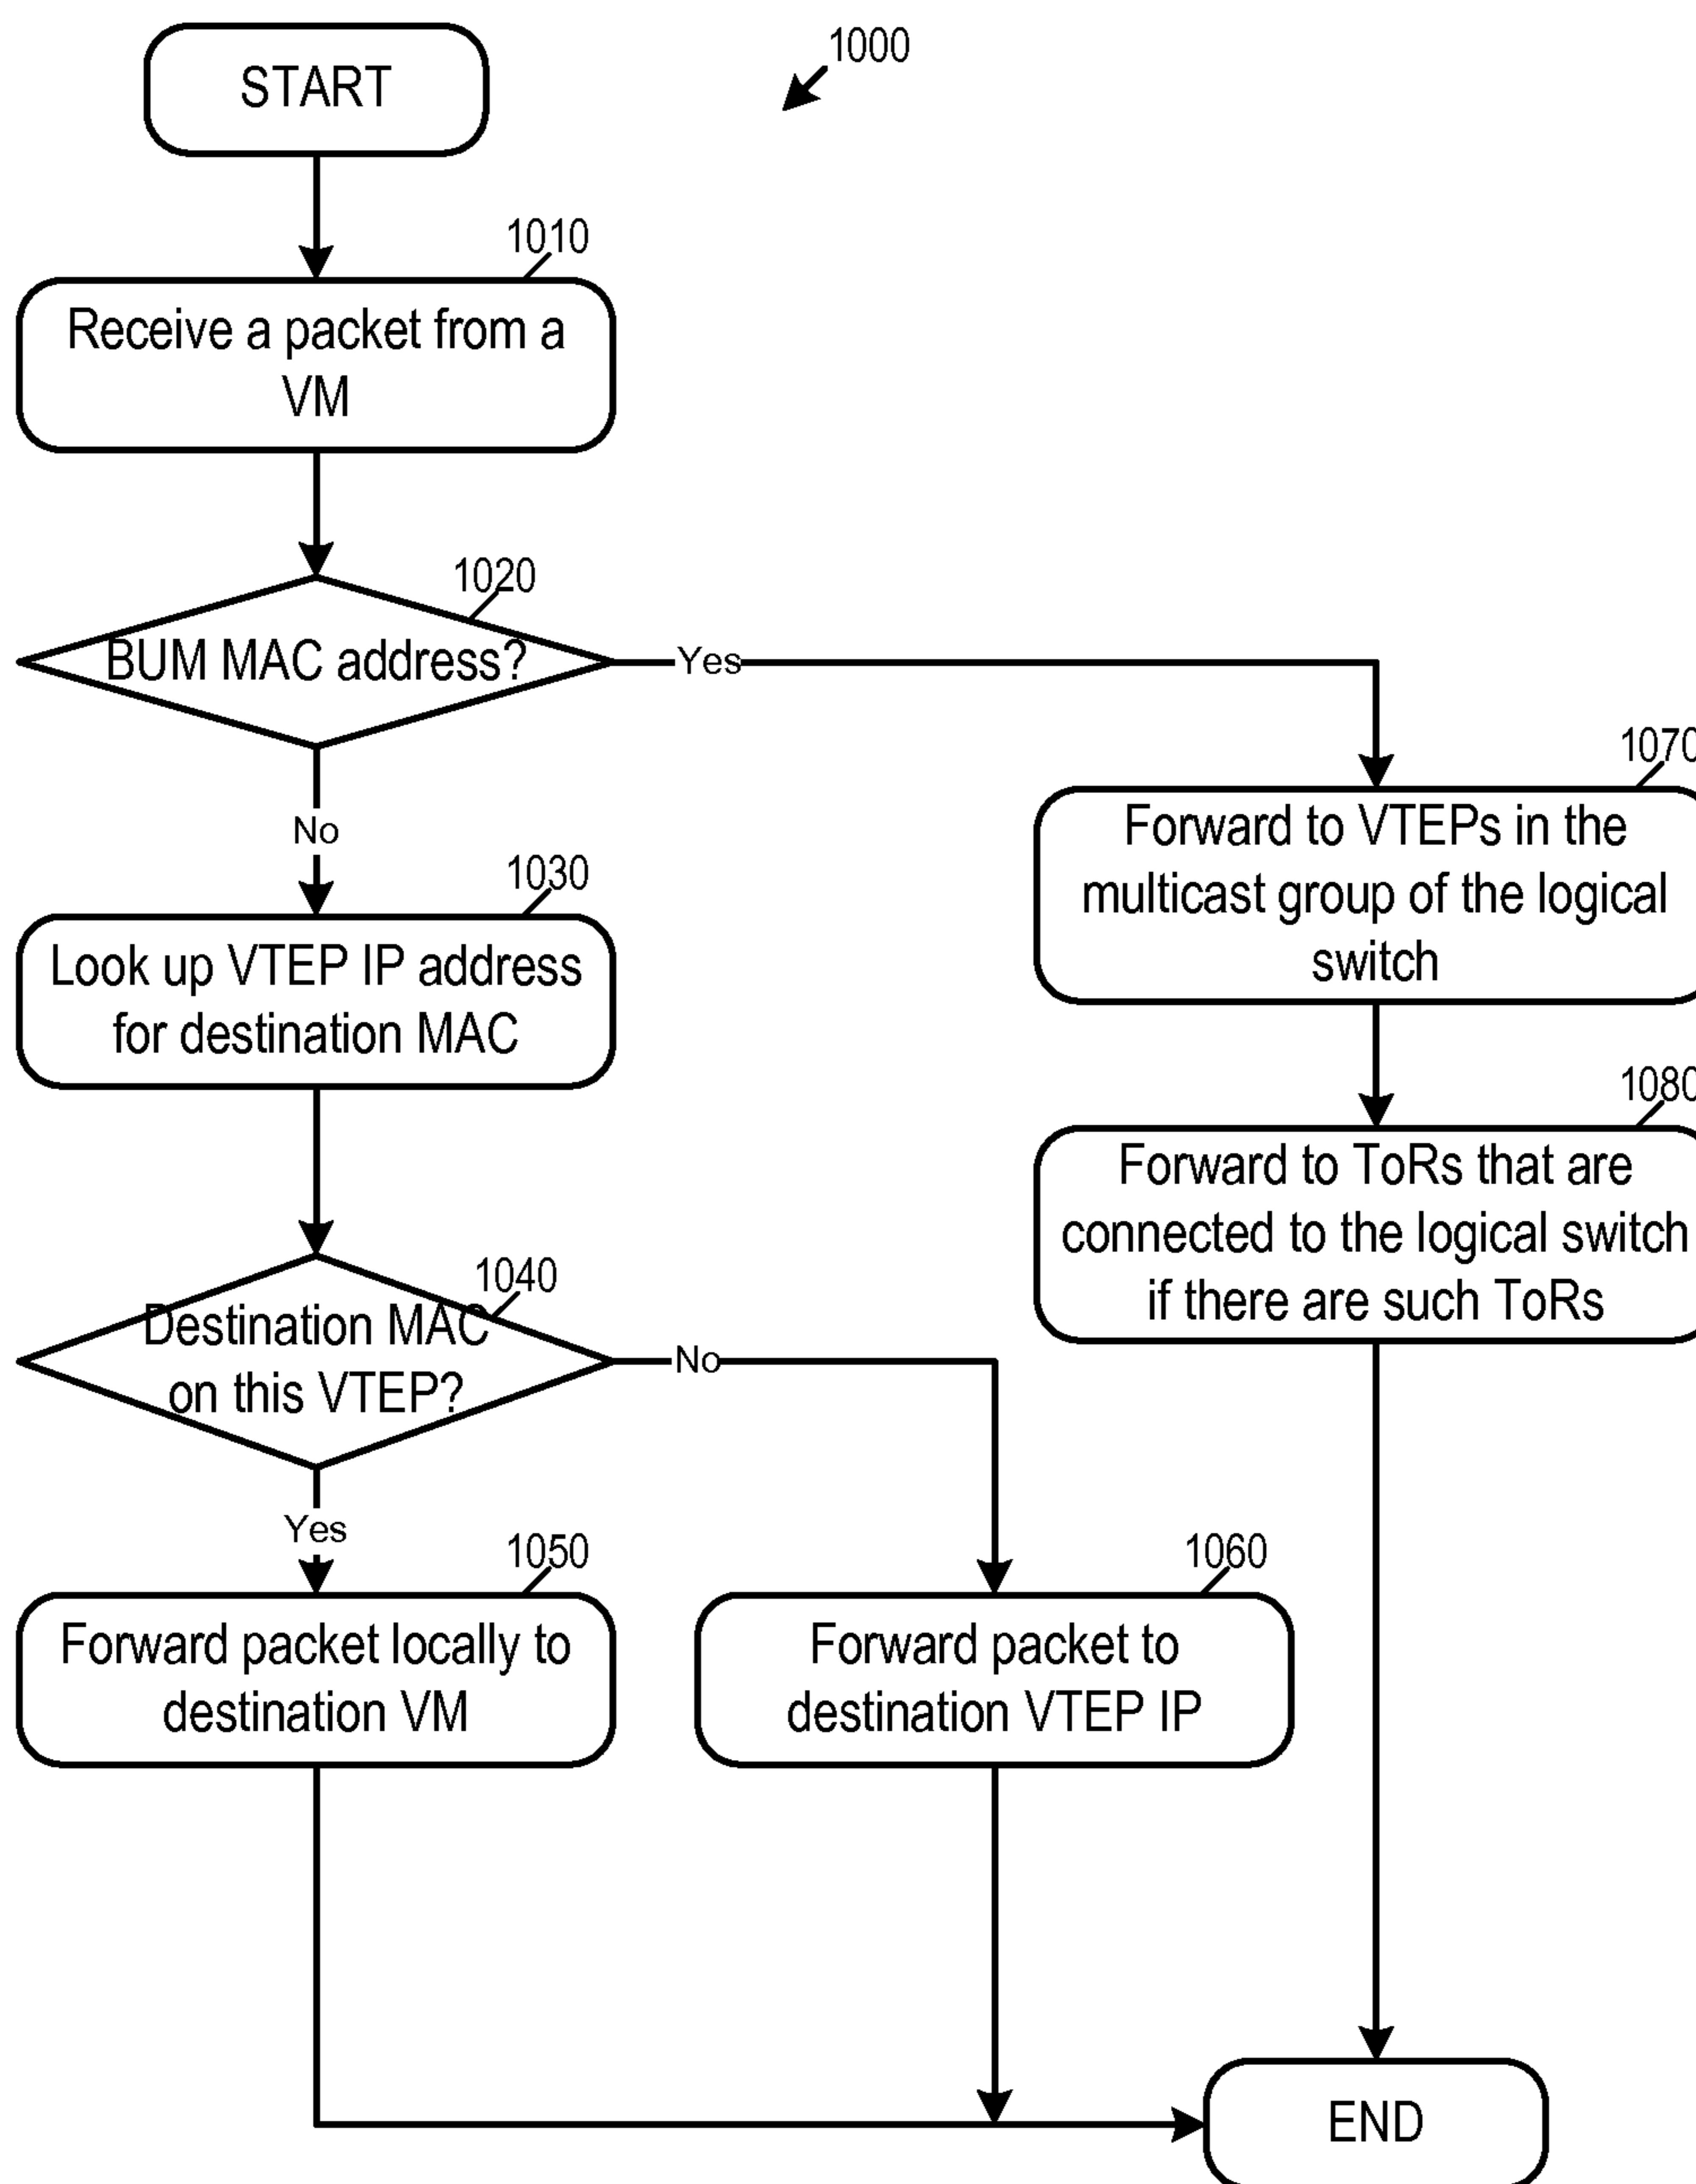 START
1000
1010
Receive a packet from a
VM
1020
BUM MAC address?
Yes
No
1030
Look up VTEP IP address
for destination MAC
1070
Forward to VTEPs in the
multicast group of the logical
switch
1080
Forward to ToRs that are
connected to the logical switch
if there are such ToRs
1040
Destination MAC
on this VTEP?
No
Yes
1050
Forward packet locally to
destination VM
1060
Forward packet to
destination VTEP IP
END